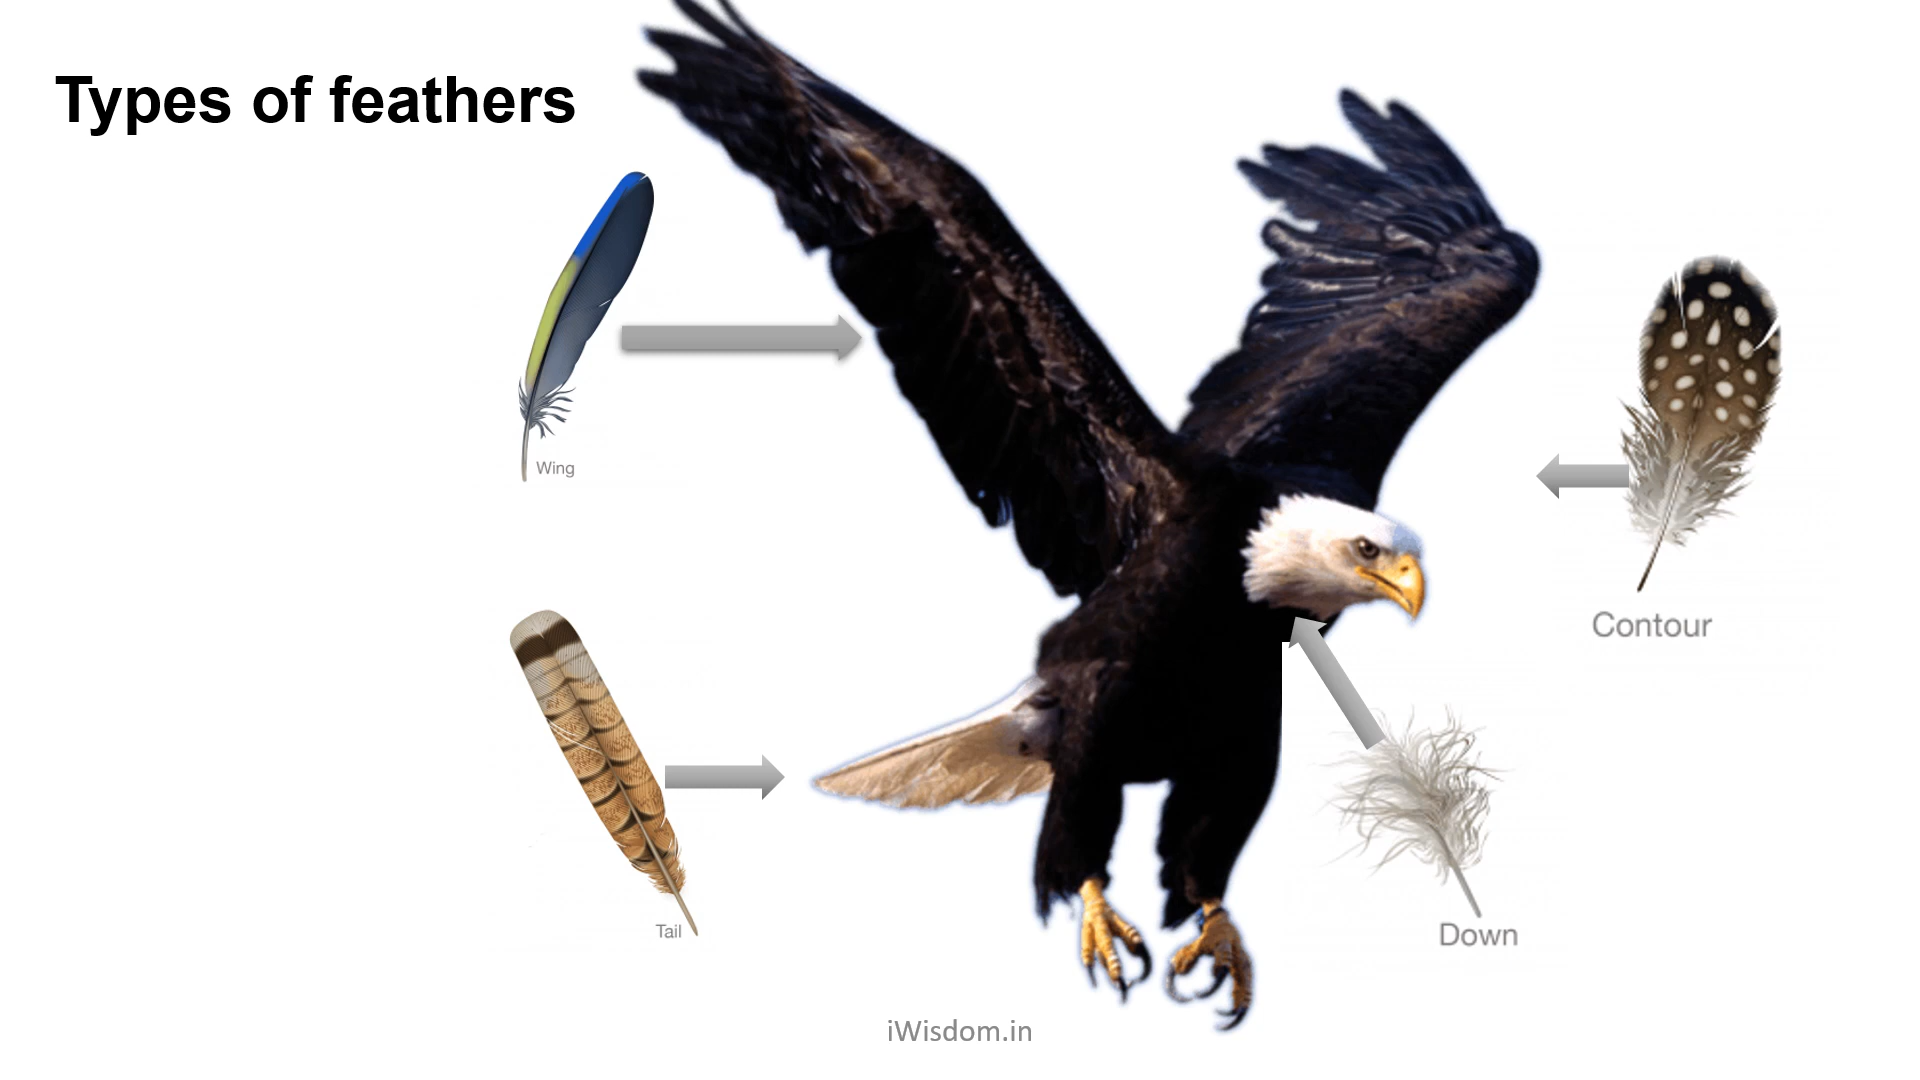 Types of feathers
Wing
Contour
Tail
Down
iWisdom.in